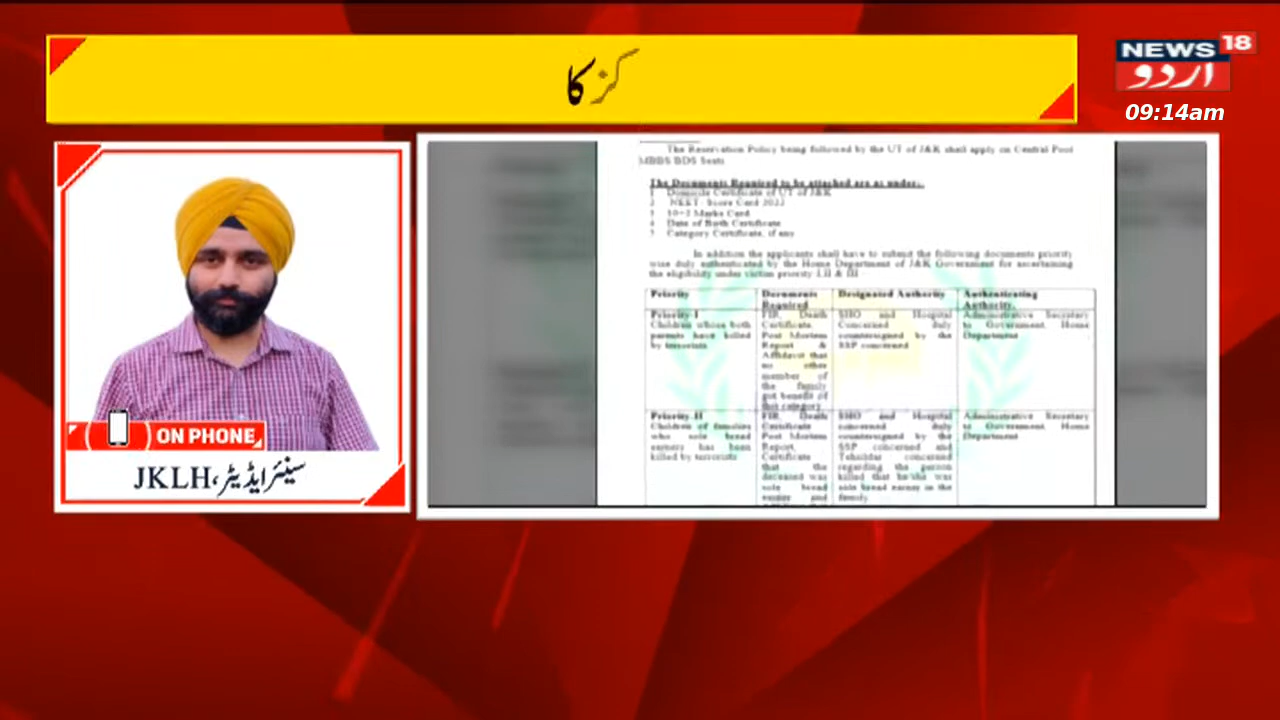 کز کا
NEWS 18
اردو
09:14am
ON PHONE
سینئر ایڈیٹر، JKLH
The Reservation Policy being followed by the UT of J&K shall apply on Central Pool
MBBS/BDS Seats
The Documents Required to be attached are as under:-
1 Domicile Certificate of UT of J&K
2 NEET- Score Card 2022
3 10+2 Marks Card
4 Date of Birth Certificate
5 Category Certificate, if any
In addition the applicants shall have to submit the following documents priority
wise duly authenticated by the Home Department of J&K Government for ascertaining
the eligibility under victim priority I,II & III
Priority
Documents Required
Designated Authority
Authenticating Authority.
Priority-I
Children whose both
parents have killed
by terrorists
FIR, Death
Certificate,
Post Mortem
Report &
Affidavit that
no other
member of
the family
got benefit of
this category
SHO and Hospital
Concerned duly
countersigned by the
SSP concerned
Administrative Secretary
to Government Home
Department
Priority-II
Children of families
who sole bread
earners has been
killed by terrorists
FIR, Death
Certificate
Post Mortem
Report,
Certificate
that the
deceased was
sole bread
earner and
SHO and Hospital
concerned duly
countersigned by the
SSP concerned and
Tehsildar concerned
regarding the person
killed that he/she was
sole bread earner in the
family.
Administrative Secretary
to Government Home
Department